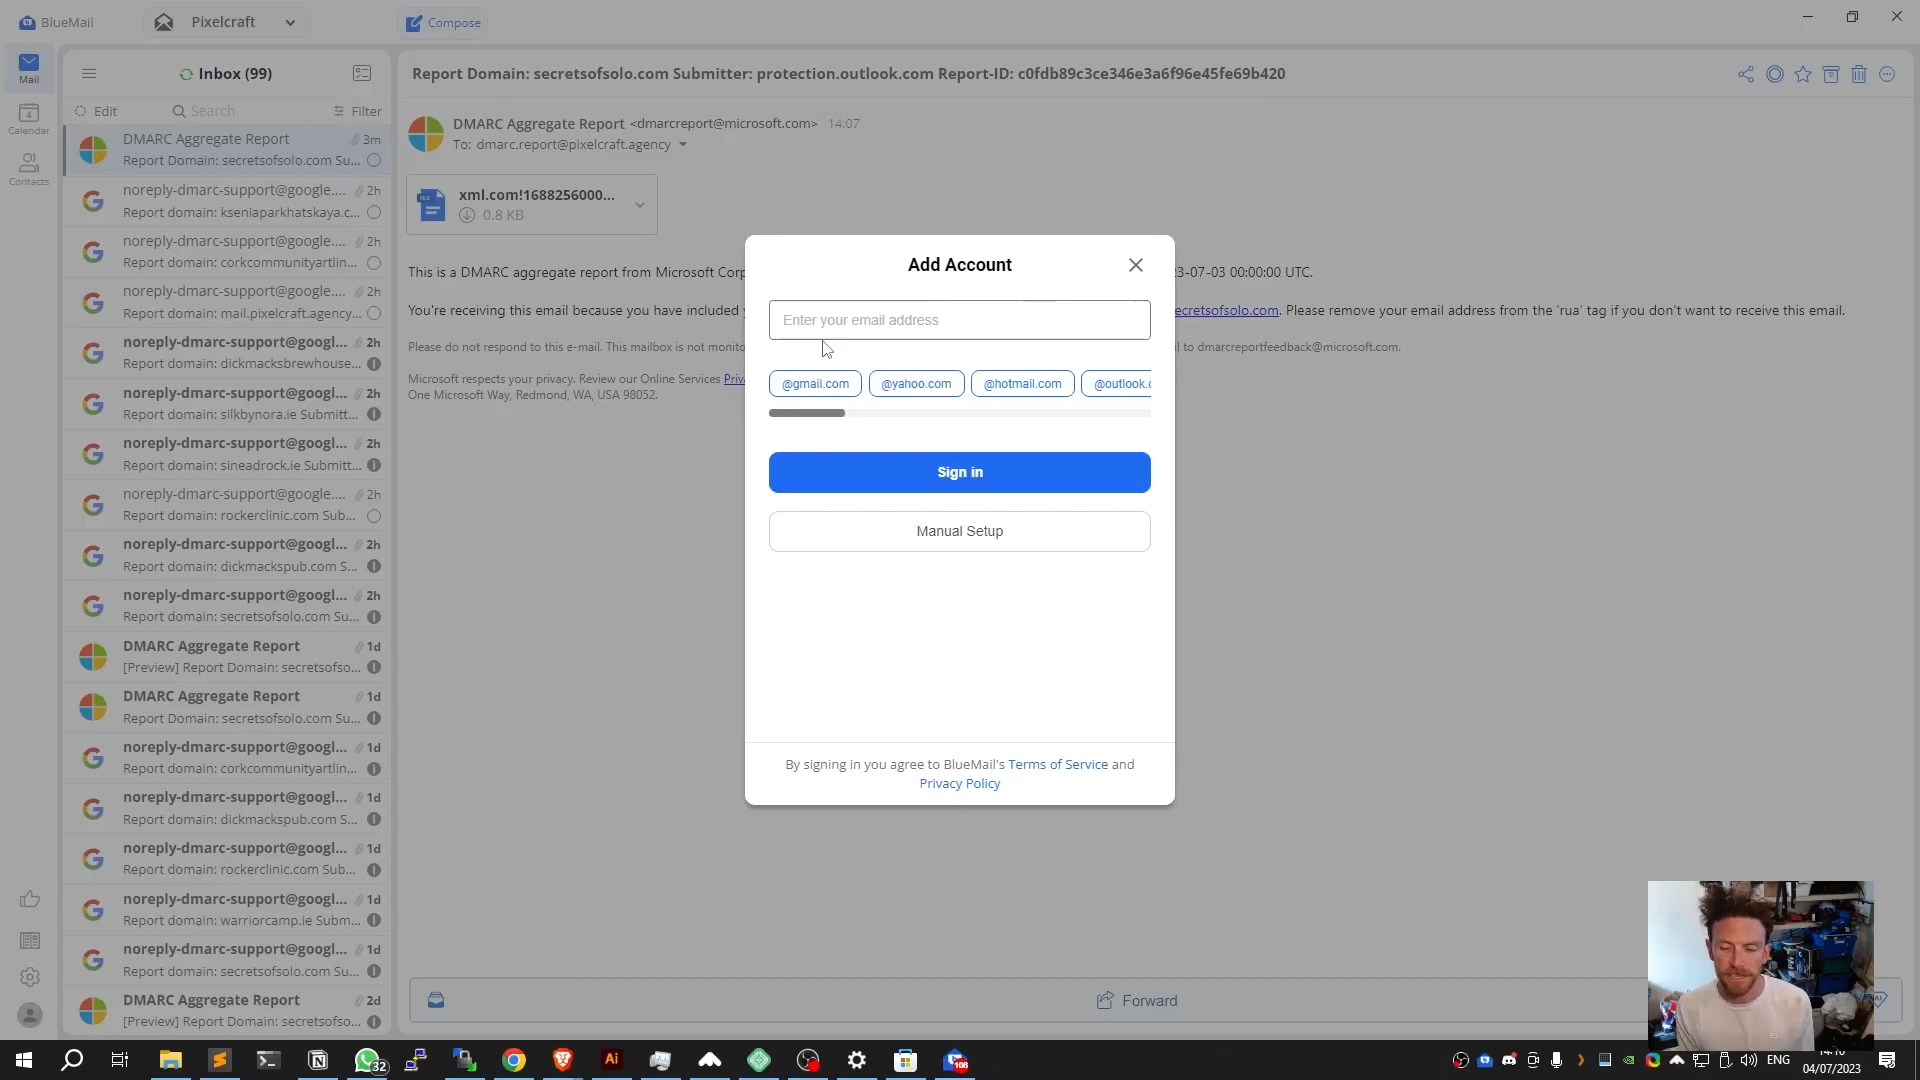 BlueMail
Pixelcraft
Compose
Mail
4
Calendar
Contacts
Inbox (99)
Edit
Search
Filter
DMARC Aggregate Report 3m
Report Domain: secretsofsolo.com Su...
noreply-dmarc-support@google.... 2h
Report domain: kseniaparkhatskaya.c...
noreply-dmarc-support@google.... 2h
Report domain: corkcommunityartlin...
noreply-dmarc-support@google.... 2h
Report domain: mail.pixelcraft.agency...
noreply-dmarc-support@googl... 2h
Report domain: dickmacksbrewhouse...
noreply-dmarc-support@googl... 2h
Report domain: silkbynora.ie Submitt...
noreply-dmarc-support@googl... 2h
Report domain: sineadrock.ie Submitt...
noreply-dmarc-support@google.... 2h
Report domain: rockerclinic.com Sub...
noreply-dmarc-support@googl... 2h
Report domain: dickmackspub.com S...
noreply-dmarc-support@googl... 2h
Report domain: secretsofsolo.com Su...
DMARC Aggregate Report 1d
[Preview] Report Domain: secretsofso...
DMARC Aggregate Report 1d
Report Domain: secretsofsolo.com Su...
noreply-dmarc-support@googl... 1d
Report domain: corkcommunityartlin...
noreply-dmarc-support@googl... 1d
Report domain: dickmackspub.com S...
noreply-dmarc-support@googl... 1d
Report domain: rockerclinic.com Sub...
noreply-dmarc-support@googl... 1d
Report domain: warriorcamp.ie Subm...
noreply-dmarc-support@googl... 1d
Report domain: secretsofsolo.com Su...
DMARC Aggregate Report 2d
[Preview] Report Domain: secretsofso...
Report Domain: secretsofsolo.com Submitter: protection.outlook.com Report-ID: c0fdb89c3ce346e3a6f96e45fe69b420
DMARC Aggregate Report <dmarcreport@microsoft.com> 14:07
To: dmarc.report@pixelcraft.agency
FILE
xml.com!1688256000...
0.8 KB
This is a DMARC aggregate report from Microsoft Corp 3-07-03 00:00:00 UTC.
You're receiving this email because you have included ecretsofsolo.com. Please remove your email address from the 'rua' tag if you don't want to receive this email.
Please do not respond to this e-mail. This mailbox is not monito l to dmarcreportfeedback@microsoft.com.
Microsoft respects your privacy. Review our Online Services Priv
One Microsoft Way, Redmond, WA, USA 98052.
Add Account
Enter your email address
@gmail.com
@yahoo.com
@hotmail.com
@outlook.c
Sign in
Manual Setup
By signing in you agree to BlueMail's Terms of Service and
Privacy Policy
Forward
32
Ai
106
ENG
14:10
04/07/2023